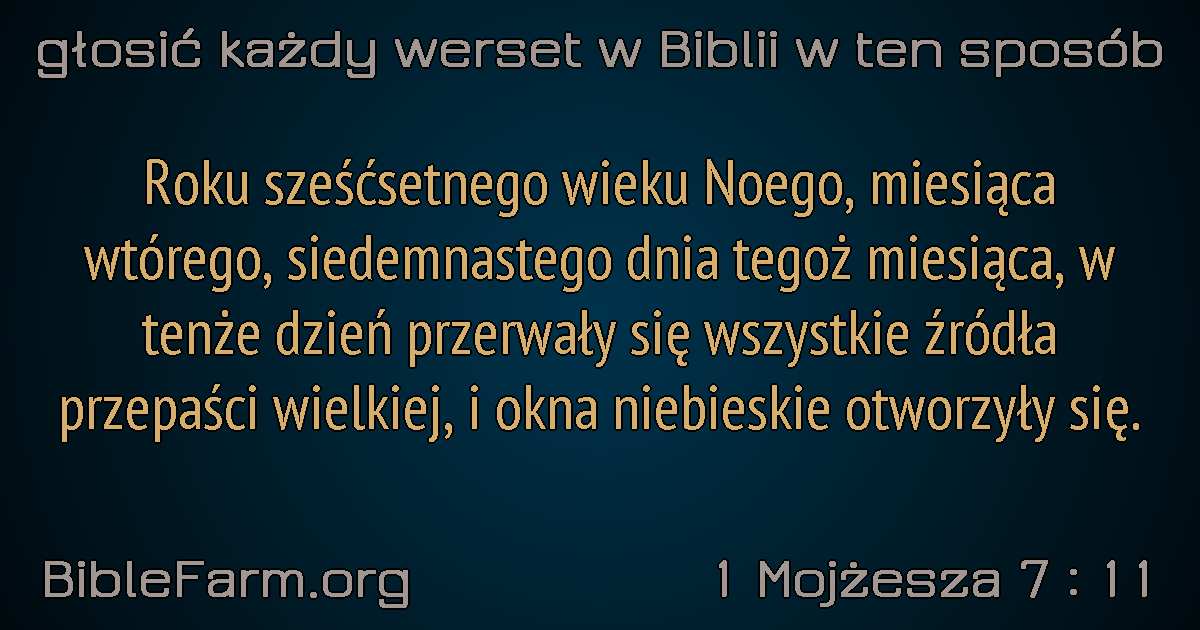 głosić każdy werset w Biblii w ten sposób
Roku sześćsetnego wieku Noego, miesiąca
wtórego, siedemnastego dnia tegoż miesiąca, w
tenże dzień przerwały się wszystkie źródła
przepaści wielkiej, i okna niebieskie otworzyły się.
BibleFarm.org
1 Mojżesza 7 : 11